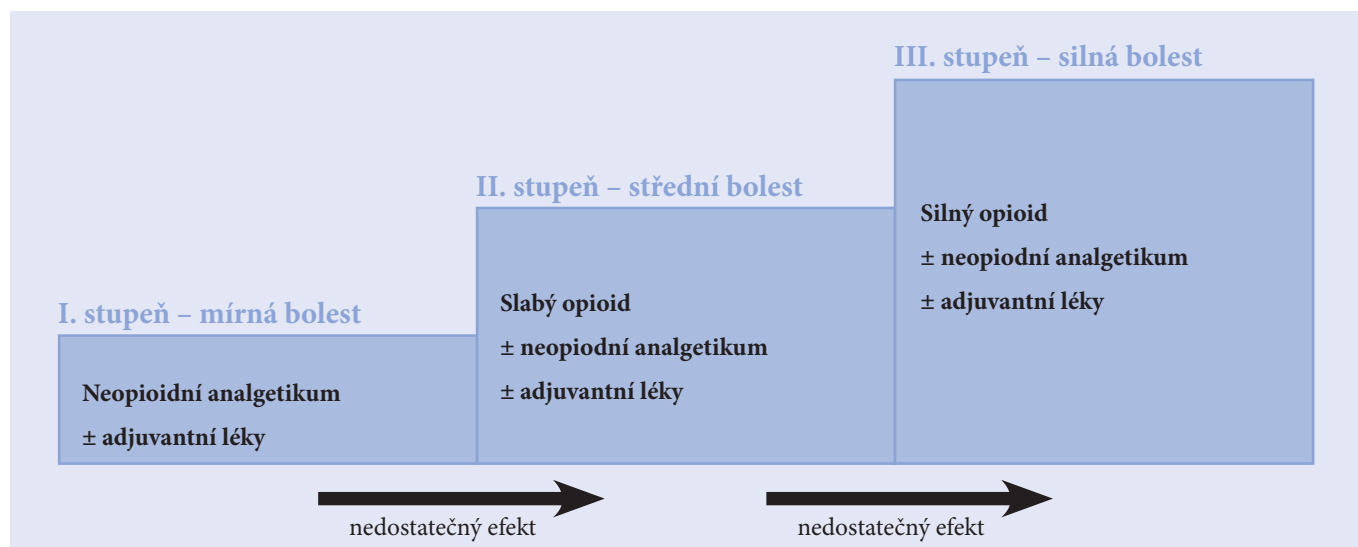 I. stupeň – mírná bolest
Neopioidní analgetikum
± adjuvantní léky
II. stupeň – střední bolest
Slabý opioid
± neopiodní analgetikum
± adjuvantní léky
III. stupeň – silná bolest
Silný opioid
± neopiodní analgetikum
± adjuvantní léky
nedostatečný efekt
nedostatečný efekt